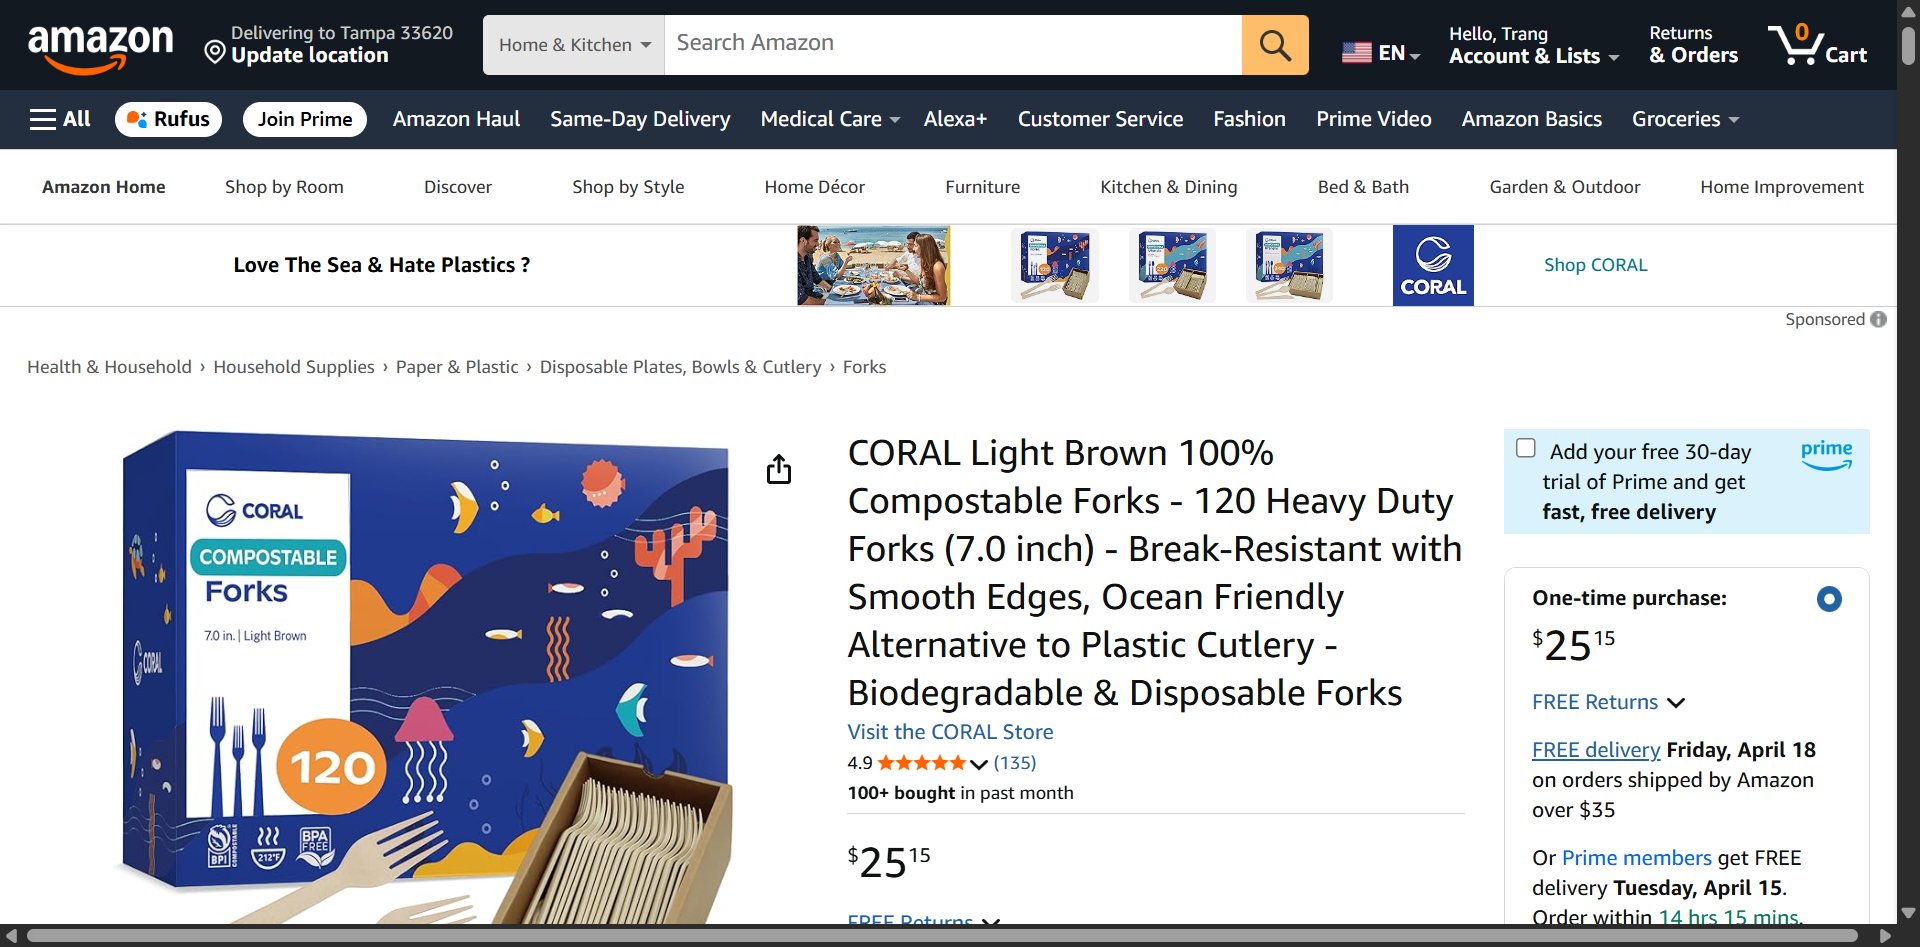 amazon
Delivering to Tampa 33620
Update location
Home & Kitchen
Search Amazon
EN
Hello, Trang
Account & Lists
Returns
& Orders
0
Cart
All
Rufus
Join Prime
Amazon Haul
Same-Day Delivery
Medical Care
Alexa+
Customer Service
Fashion
Prime Video
Amazon Basics
Groceries
Amazon Home
Shop by Room
Discover
Shop by Style
Home Décor
Furniture
Kitchen & Dining
Bed & Bath
Garden & Outdoor
Home Improvement
Love The Sea & Hate Plastics ?
CORAL
Shop CORAL
Sponsored
Health & Household › Household Supplies › Paper & Plastic › Disposable Plates, Bowls & Cutlery › Forks
CORAL
COMPOSTABLE
Forks
7.0 in. | Light Brown
CORAL
120
BPI
COMPOSTABLE
212°F
BPA
FREE
CORAL Light Brown 100%
Compostable Forks - 120 Heavy Duty
Forks (7.0 inch) - Break-Resistant with
Smooth Edges, Ocean Friendly
Alternative to Plastic Cutlery -
Biodegradable & Disposable Forks
Visit the CORAL Store
4.9 (135)
100+ bought in past month
$25 15
FREE Returns
Add your free 30-day
trial of Prime and get
fast, free delivery
prime
One-time purchase:
$25 15
FREE Returns
FREE delivery Friday, April 18
on orders shipped by Amazon
over $35
Or Prime members get FREE
delivery Tuesday, April 15.
Order within 14 hrs 15 mins.